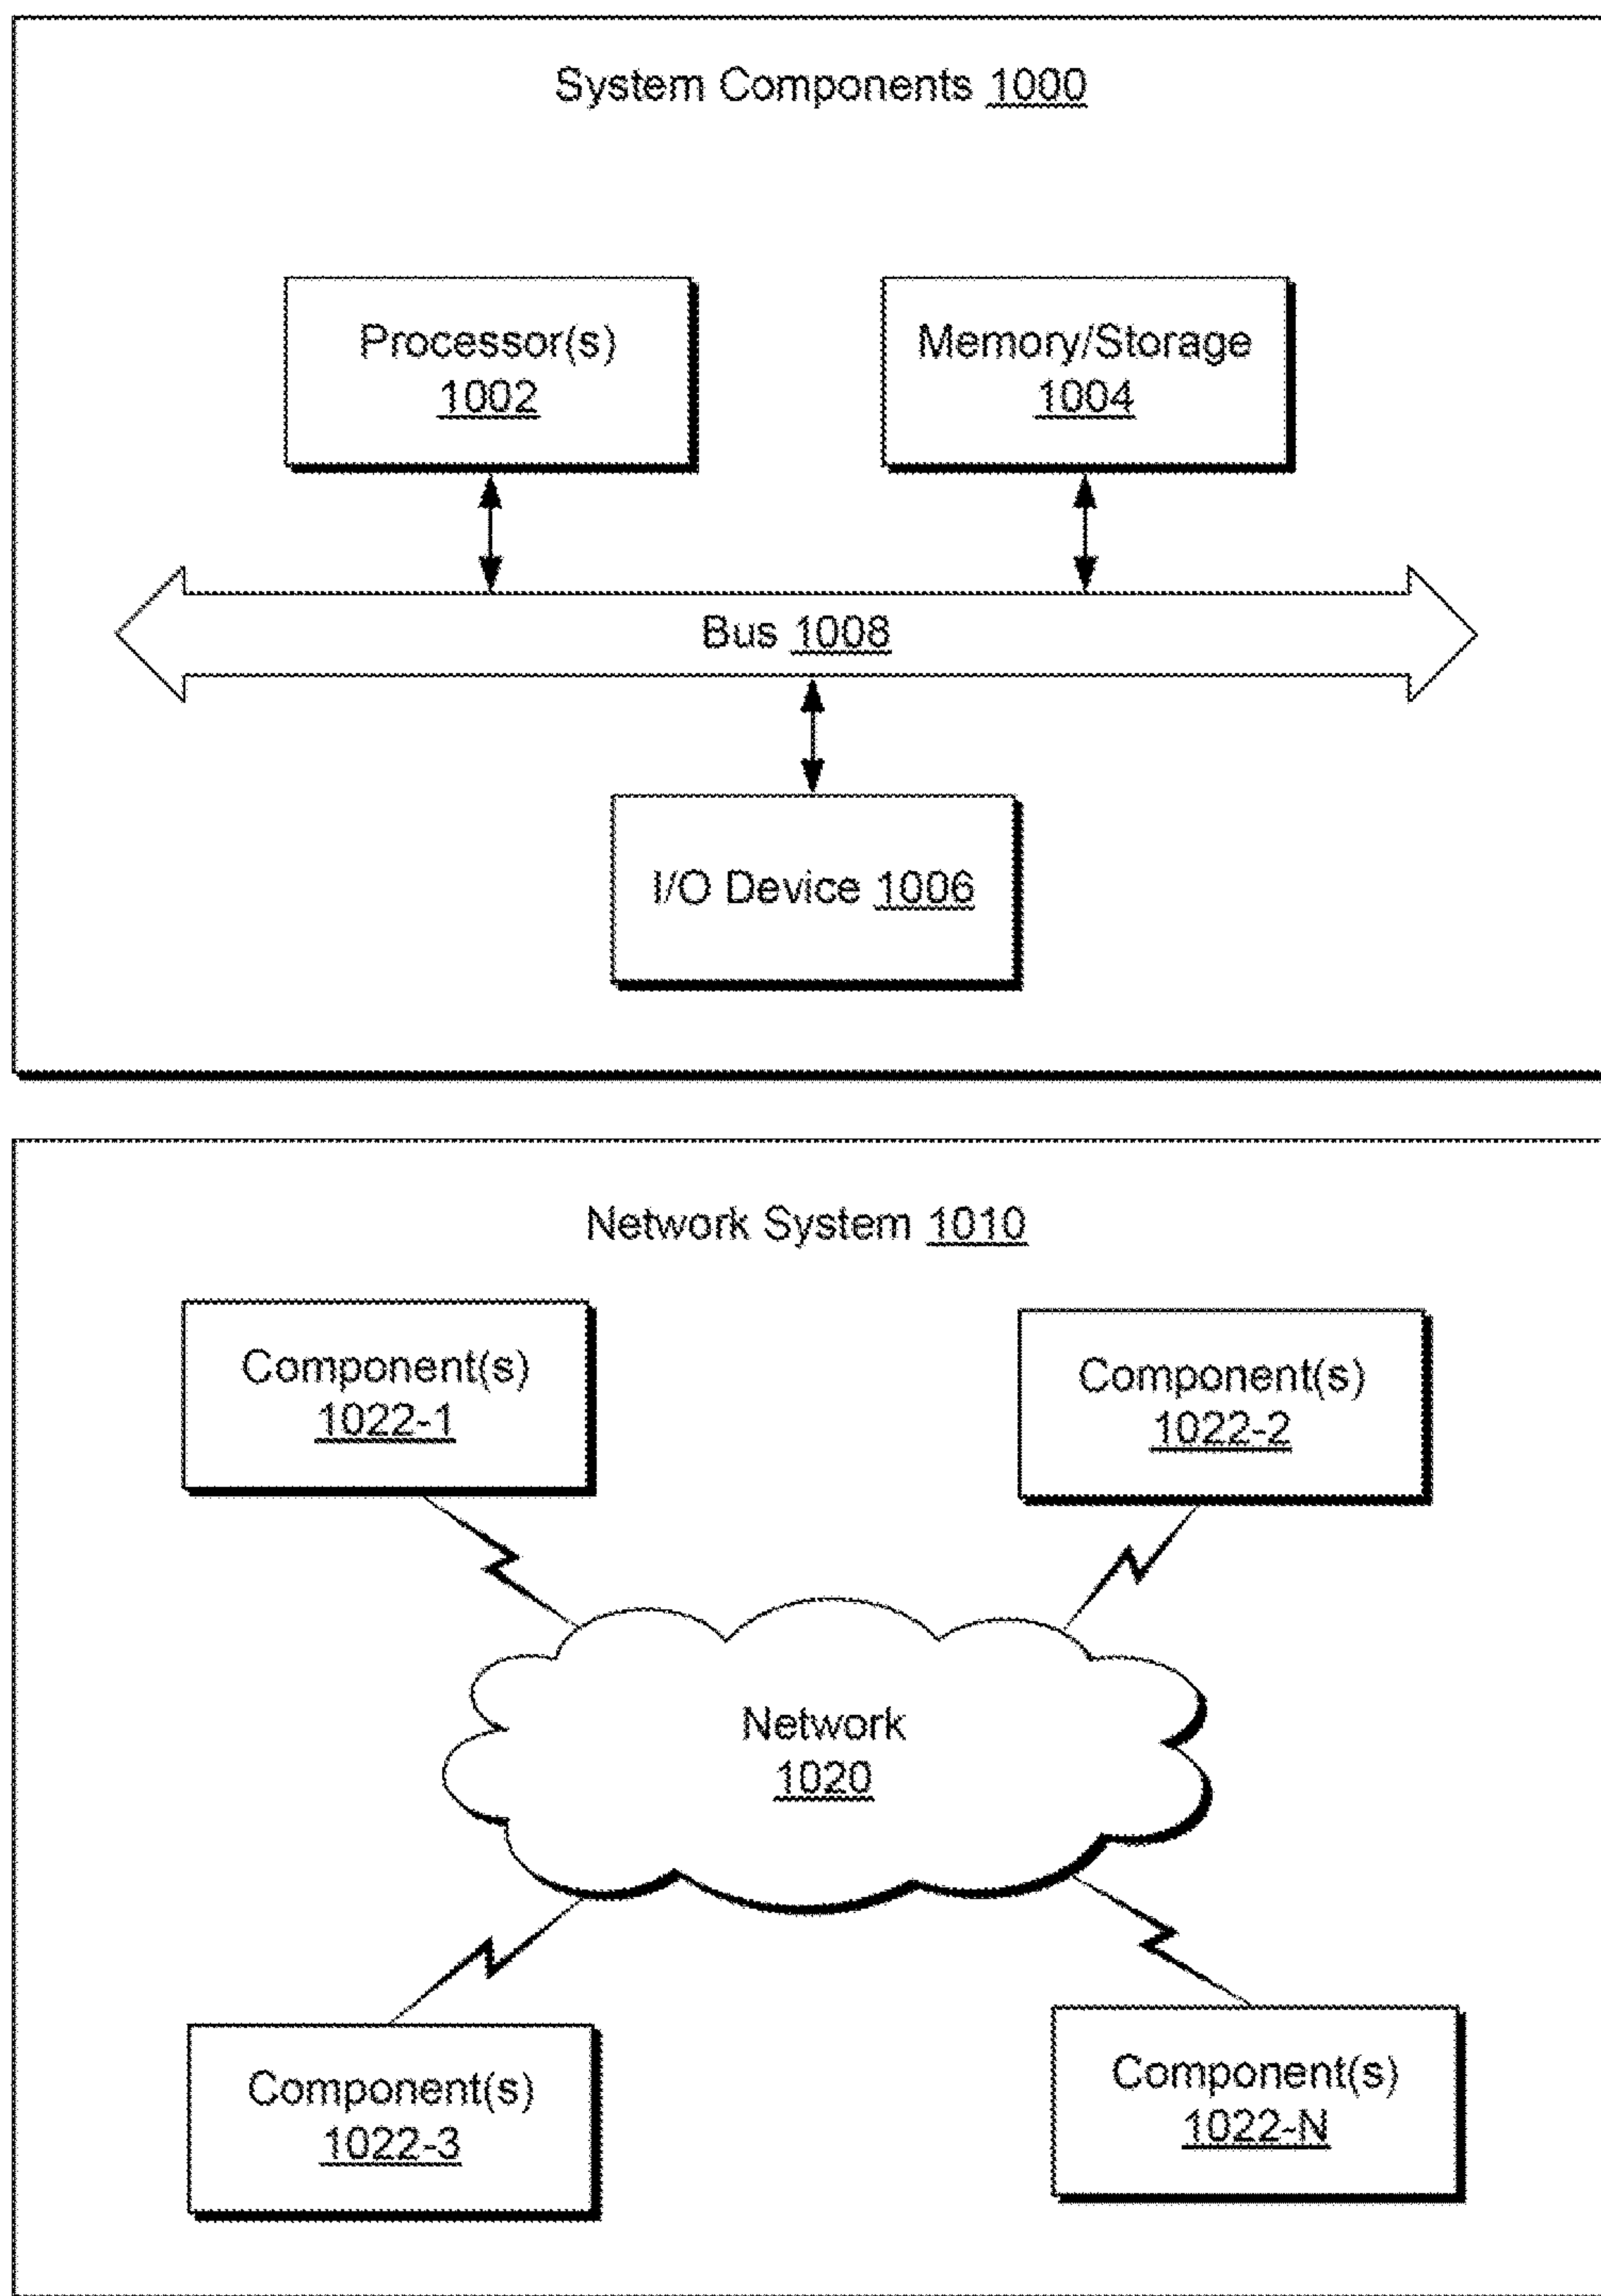 System Components 1000
Processor(s)
1002
Memory/Storage
1004
Bus 1008
I/O Device 1006
Network System 1010
Component(s)
1022-1
Component(s)
1022-2
Network
1020
Component(s)
1022-3
Component(s)
1022-N